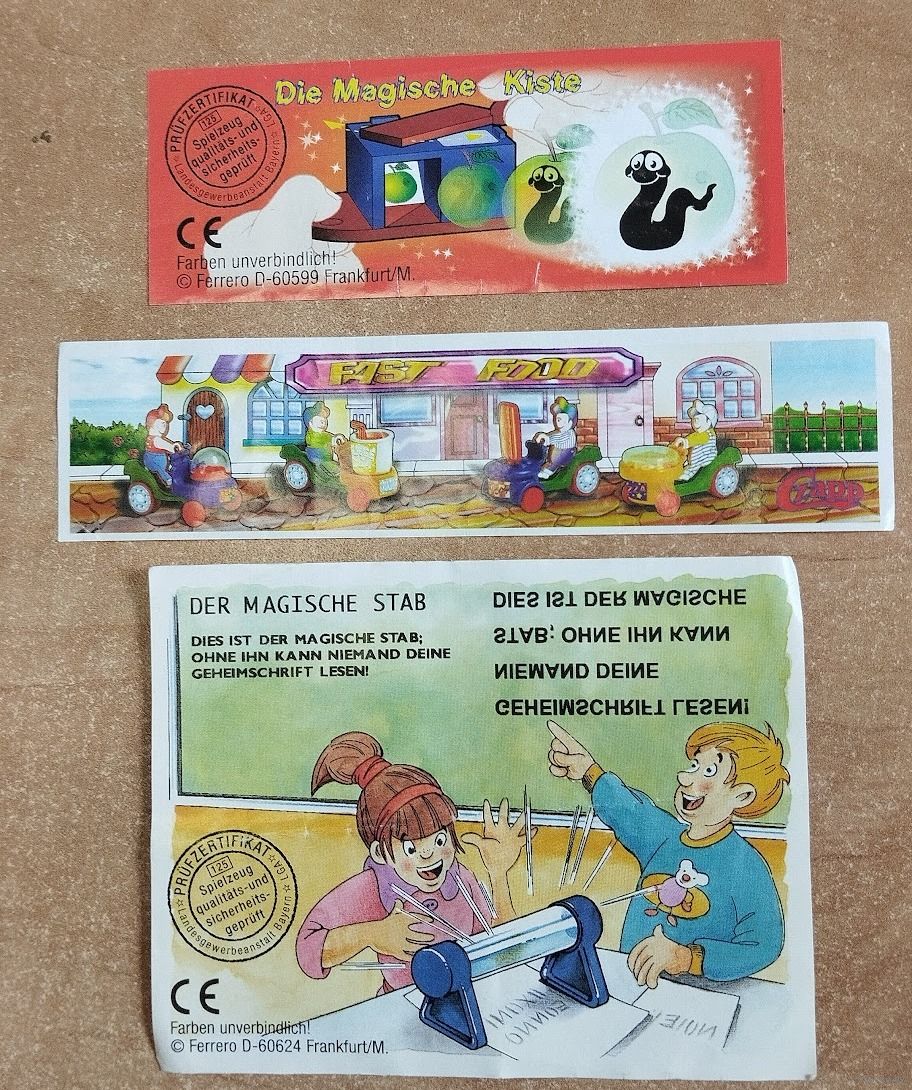 Die Magische Kiste
PRÜFZERTIFIKAT
125
Spielzeug
qualitäts-und
sicherheits-
geprüft
LGA
Landesgewerbeanstalt Bayern
CE
Farben unverbindlich!
© Ferrero D-60599 Frankfurt/M.
FAST FOOD
DER MAGISCHE STAB
DIES IST DER MAGISCHE STAB;
OHNE IHN KANN NIEMAND DEINE
GEHEIMSCHRIFT LESEN!
DIES IST DER MAGISCHE
STAB; OHNE IHN KANN
NIEMAND DEINE
GEHEIMSCHRIFT LESEN!
PRÜFZERTIFIKAT
125
Spielzeug
qualitäts-und
sicherheits-
geprüft
LGA
Landesgewerbeanstalt Bayern
CE
Farben unverbindlich!
© Ferrero D-60624 Frankfurt/M.